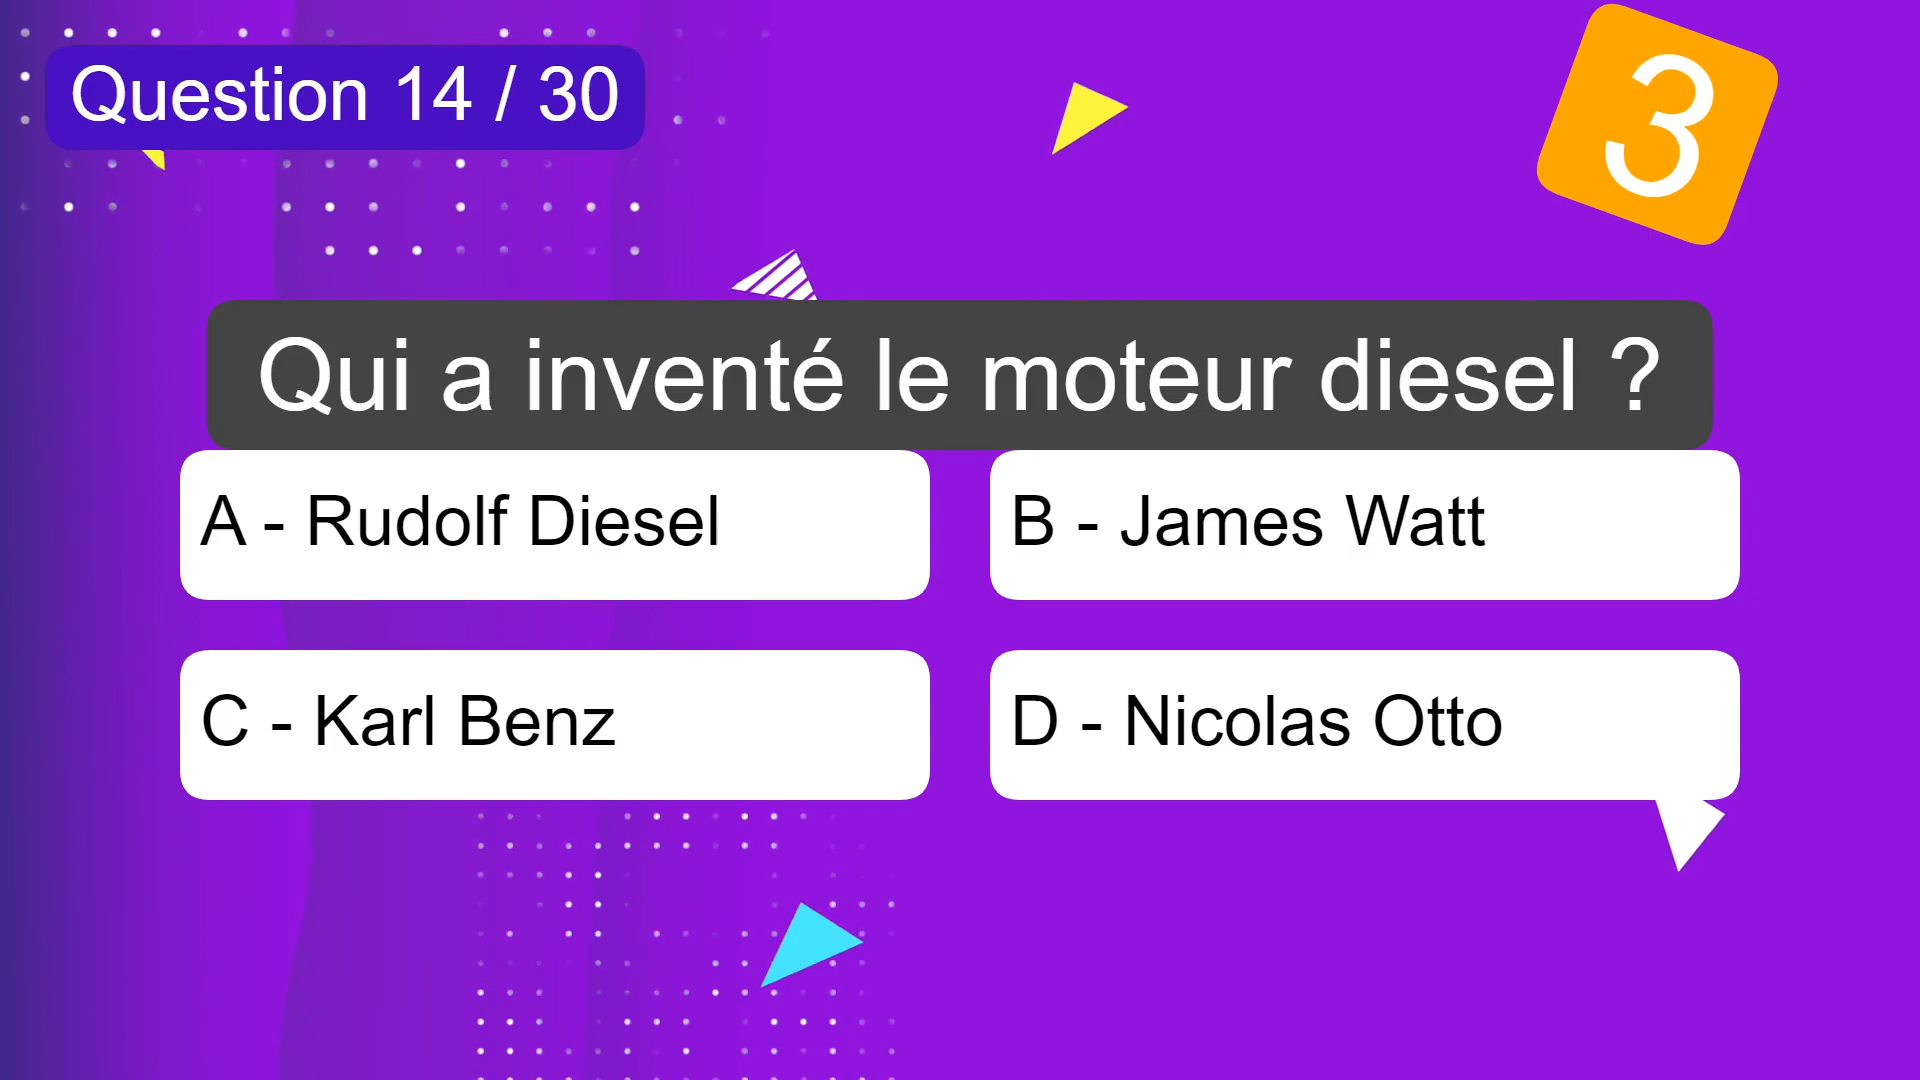 Question 14 / 30
3
Qui a inventé le moteur diesel ?
A - Rudolf Diesel
B - James Watt
C - Karl Benz
D - Nicolas Otto